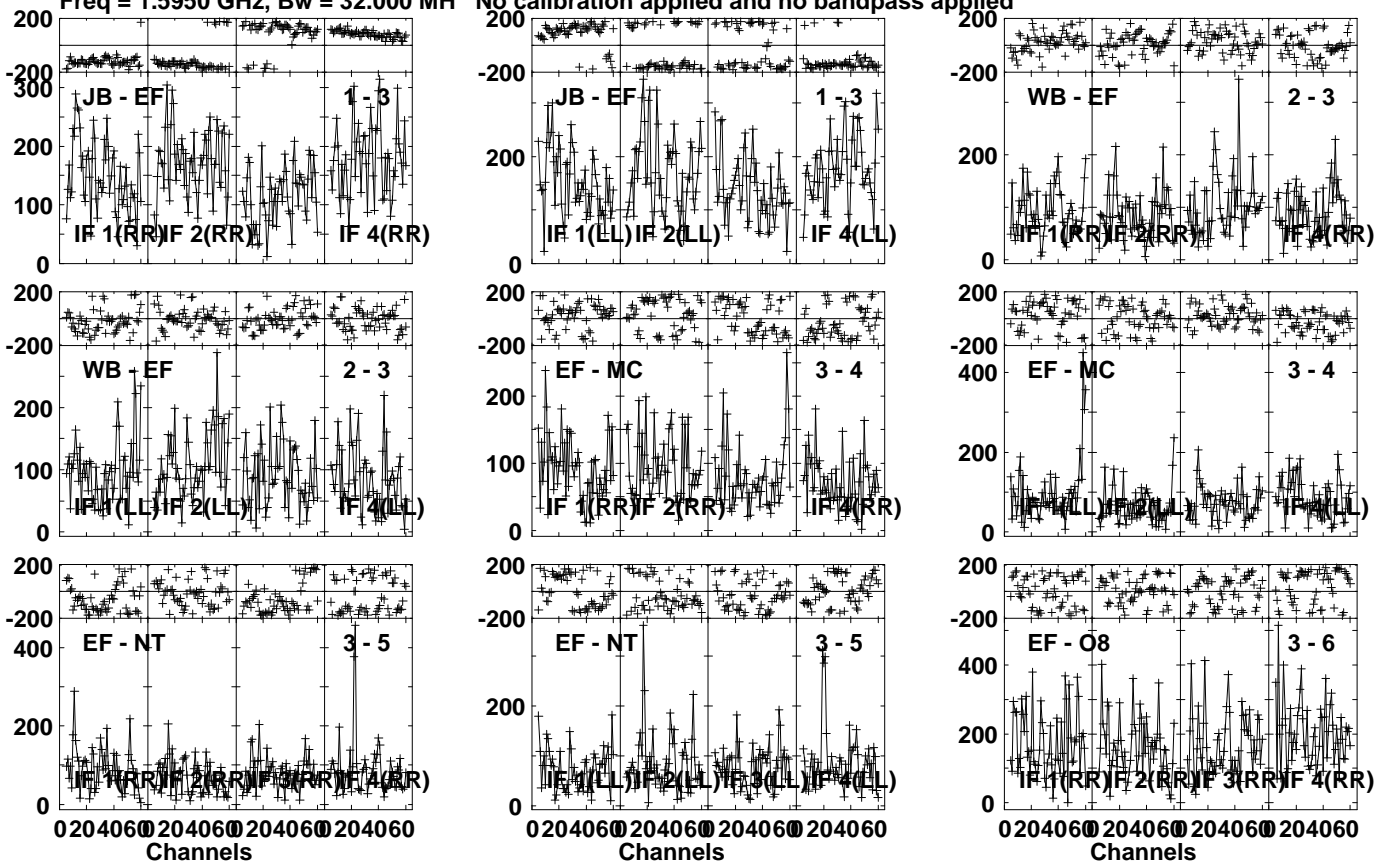 Freq = 1.5950 GHz, Bw = 32.000 MH No calibration applied and no bandpass applied
200
-200
300
200
100
0
JB - EF
1 - 3
IF 1(RR)
IF 2(RR)
IF 4(RR)
200
-200
200
0
JB - EF
1 - 3
IF 1(LL)
IF 2(LL)
IF 4(LL)
200
-200
200
0
WB - EF
2 - 3
IF 1(RR)
IF 2(RR)
IF 4(RR)
200
-200
200
100
0
WB - EF
2 - 3
IF 1(LL)
IF 2(LL)
IF 4(LL)
200
-200
200
100
0
EF - MC
3 - 4
IF 1(RR)
IF 2(RR)
IF 4(RR)
200
-200
400
200
0
EF - MC
3 - 4
IF 1(LL)
IF 2(LL)
IF 4(LL)
200
-200
400
200
0
EF - NT
3 - 5
IF 1(RR)
IF 2(RR)
IF 3(RR)
IF 4(RR)
0 20 40 60 0 20 40 60 0 20 40 60 0 20 40 60
Channels
200
-200
200
0
EF - NT
3 - 5
IF 1(LL)
IF 2(LL)
IF 3(LL)
IF 4(LL)
0 20 40 60 0 20 40 60 0 20 40 60 0 20 40 60
Channels
200
-200
400
200
0
EF - O8
3 - 6
IF 1(RR)
IF 2(RR)
IF 3(RR)
IF 4(RR)
0 20 40 60 0 20 40 60 0 20 40 60 0 20 40 60
Channels